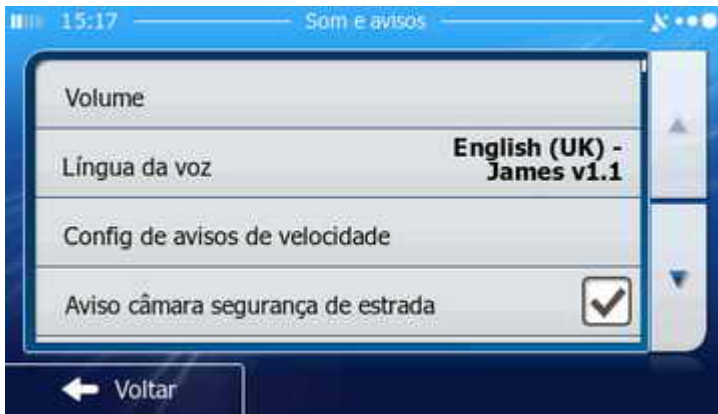 15:17 Som e avisos
Volume
Língua da voz
English (UK) -
James v1.1
Config de avisos de velocidade
Aviso câmara segurança de estrada
Voltar